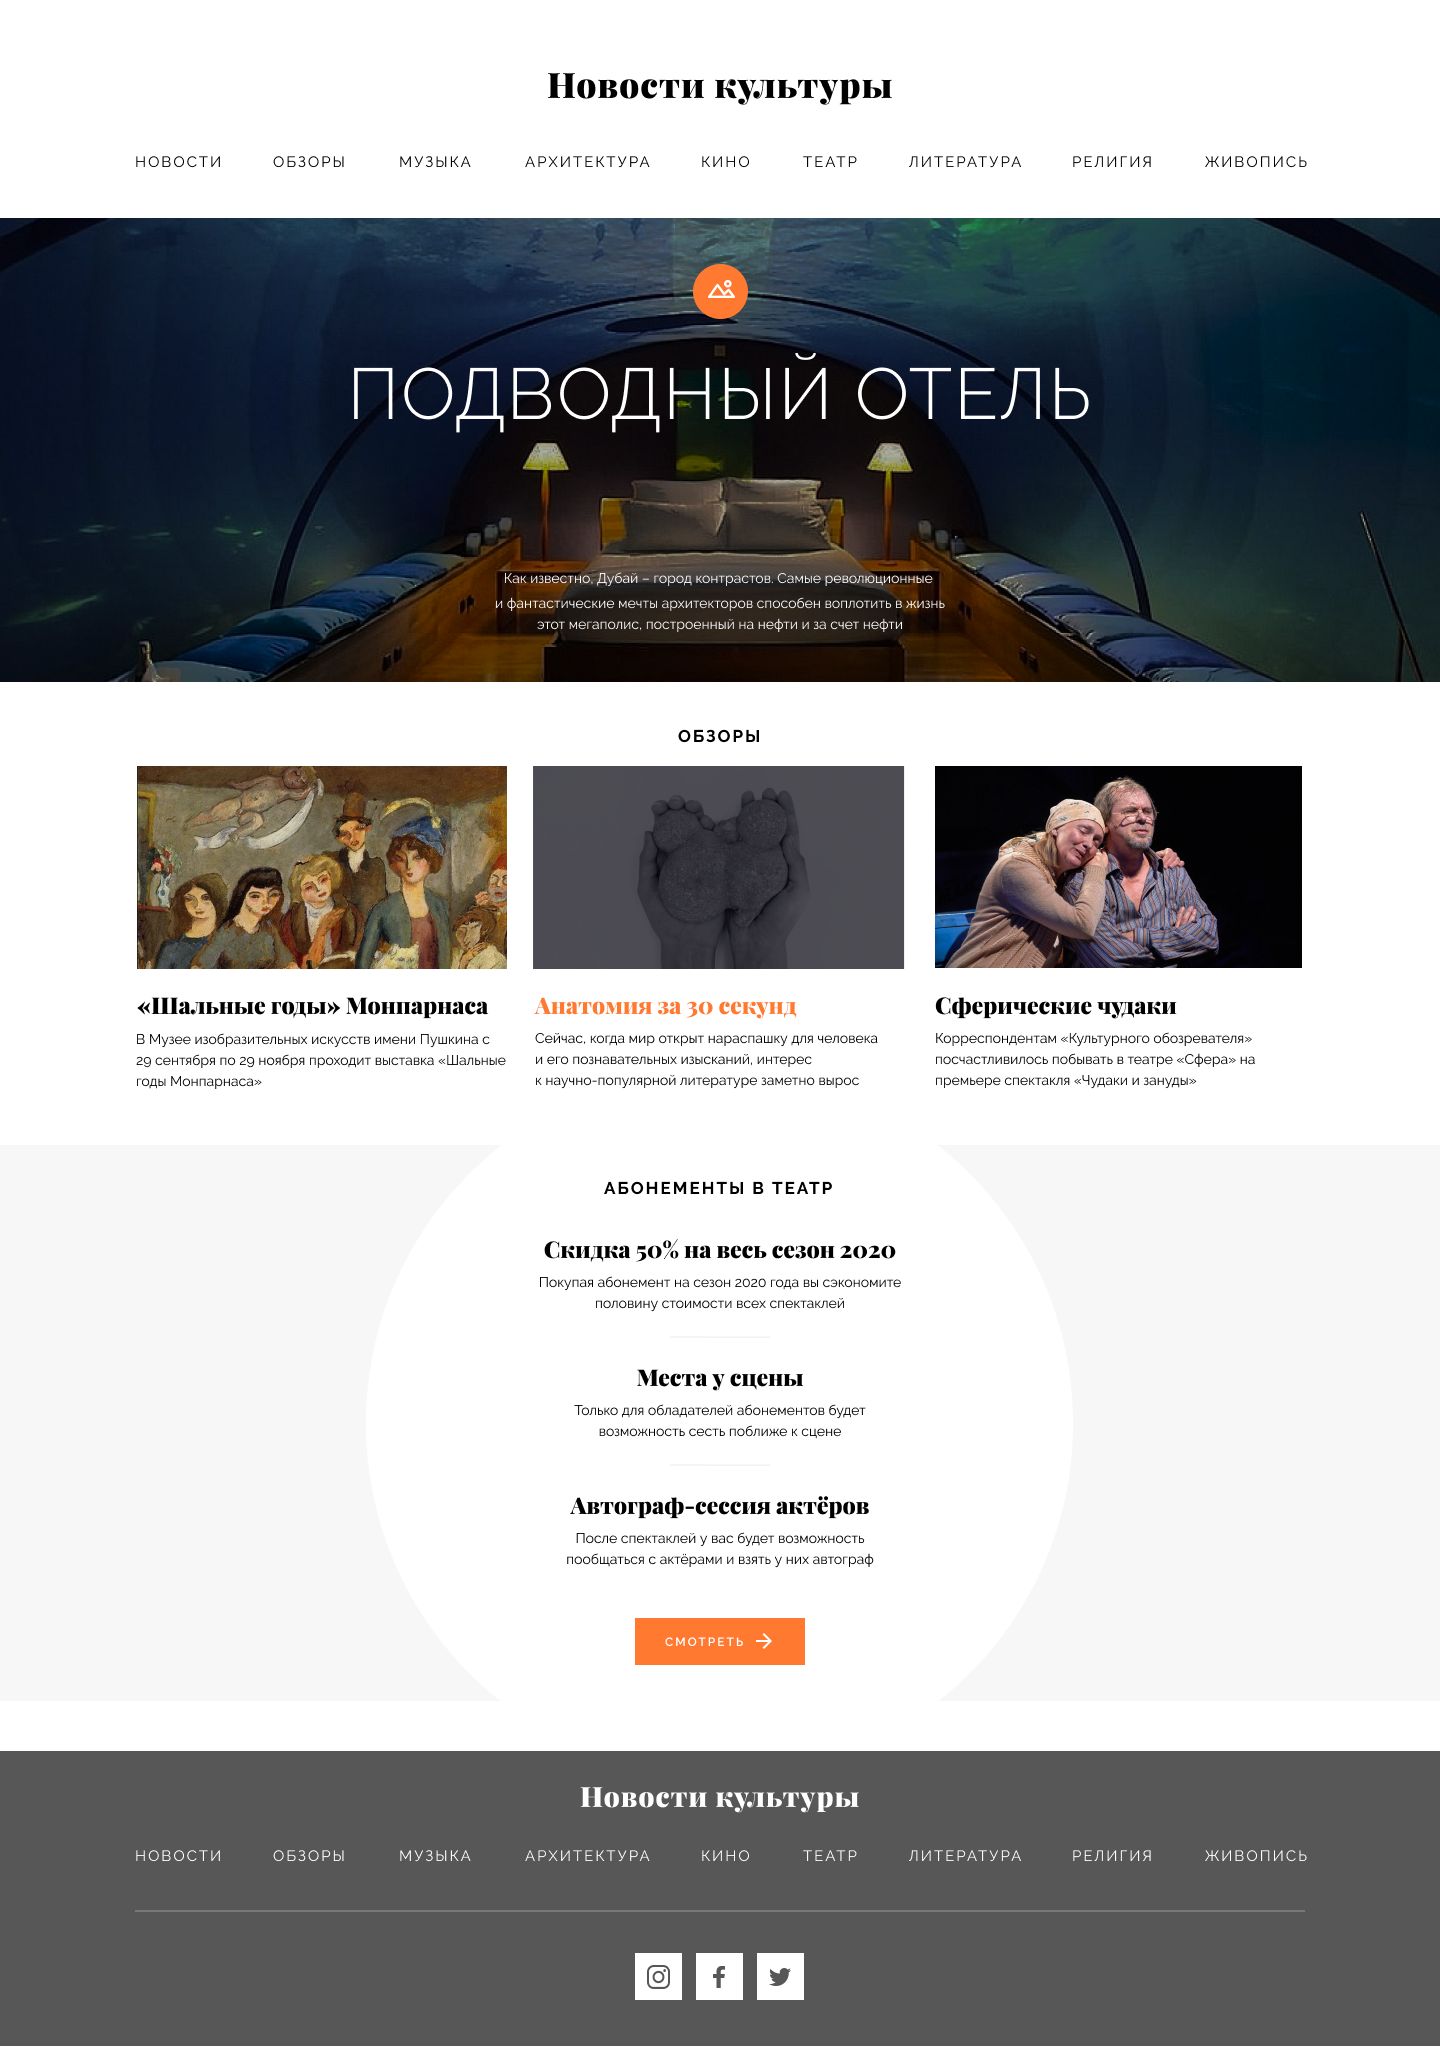 Новости культуры
НОВОСТИ ОБЗОРЫ МУЗЫКА АРХИТЕКТУРА КИНО ТЕАТР ЛИТЕРАТУРА РЕЛИГИЯ ЖИВОПИСЬ
ПОДВОДНЫЙ ОТЕЛЬ
Как известно, Дубай – город контрастов. Самые революционные
и фантастические мечты архитекторов способен воплотить в жизнь
этот мегаполис, построенный на нефти и за счет нефти
ОБЗОРЫ
«Шальные годы» Монпарнаса
В Музее изобразительных искусств имени Пушкина с
29 сентября по 29 ноября проходит выставка «Шальные
годы Монпарнаса»
Анатомия за 30 секунд
Сейчас, когда мир открыт нараспашку для человека
и его познавательных изысканий, интерес
к научно-популярной литературе заметно вырос
Сферические чудаки
Корреспондентам «Культурного обозревателя»
посчастливилось побывать в театре «Сфера» на
премьере спектакля «Чудаки и зануды»
АБОНЕМЕНТЫ В ТЕАТР
Скидка 50% на весь сезон 2020
Покупая абонемент на сезон 2020 года вы сэкономите
половину стоимости всех спектаклей
Места у сцены
Только для обладателей абонементов будет
возможность сесть поближе к сцене
Автограф-сессия актёров
После спектаклей у вас будет возможность
пообщаться с актёрами и взять у них автограф
СМОТРЕТЬ
Новости культуры
НОВОСТИ ОБЗОРЫ МУЗЫКА АРХИТЕКТУРА КИНО ТЕАТР ЛИТЕРАТУРА РЕЛИГИЯ ЖИВОПИСЬ